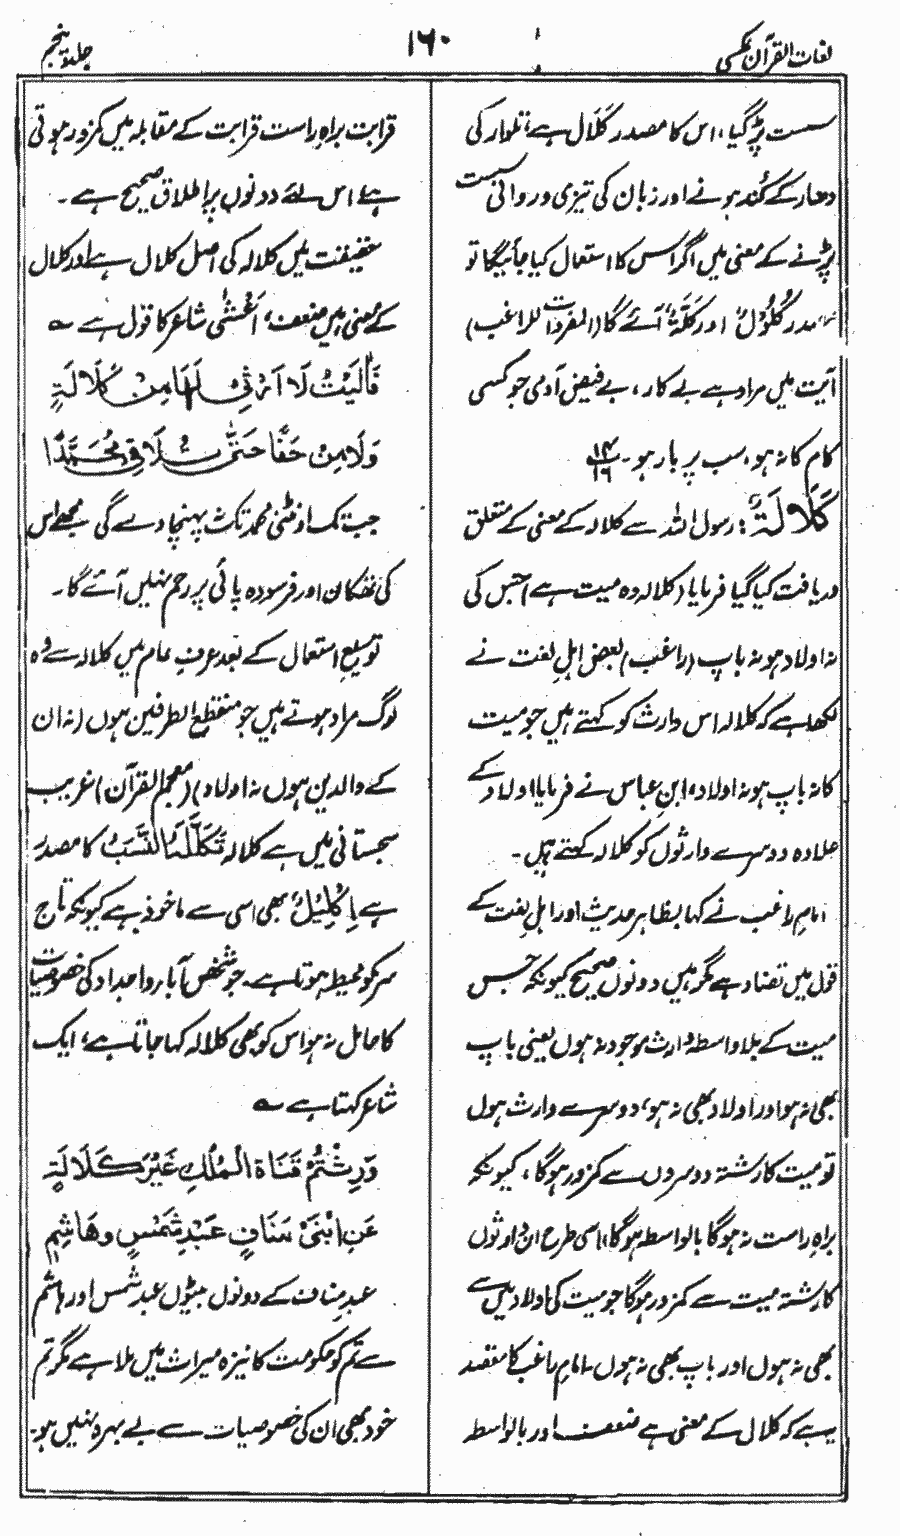 لغات القرآن عکسی
۱۶۰
جلد پنجم
سست پڑ گیا، اس کا مصدر کَلَال ہے، تلوار کی
دھار کے کُند ہونے اور زبان کی تیزی و روانی سست
پڑنے کے معنی میں اگر اس کا استعمال کیا جائیگا تو
مصدر کُلُوْلٌ اور کَلَّۃٌ آئے گا (المفردات للراغب)
آیت میں مراد ہے بے کار، بے فیض آدمی جو کسی
کام کا نہ ہو، سب پر بار ہو۔ ۱۴/۱۶
کَلَالَۃً: رسول اللہ سے کلالہ کے معنی کے متعلق
دریافت کیا گیا فرمایا (کلالہ وہ میت ہے) جس کی
نہ اولاد ہو نہ باپ (راغب) بعض اہلِ لغت نے
لکھا ہے کہ کلالہ اس وارث کو کہتے ہیں جو میت
کا نہ باپ ہو نہ اولاد، ابنِ عباس نے فرمایا اولاد کے
علاوہ دوسرے وارثوں کو کلالہ کہتے ہیں۔
امام راغب نے کہا بظاہر حدیث اور اہلِ لغت کے
قول میں تضاد ہے مگر ہیں دونوں صحیح کیونکہ جس
میت کے بلاواسطہ وارث موجود نہ ہوں یعنی باپ
بھی نہ ہو اور اولاد بھی نہ ہو، دوسرے وارث ہوں
تو میت کا رشتہ دوسروں سے کمزور ہوگا، کیونکہ
براہِ راست نہ ہوگا بالواسطہ ہوگا، اسی طرح ان وارثوں
کا رشتہ میت سے کمزور ہوگا جو میت کی اولاد میں سے
بھی نہ ہوں اور باپ بھی نہ ہوں۔ امام راغب کا مقصد
یہ ہے کہ کلال کے معنی ہے ضعف اور بالواسطہ
قرابت براہِ راست قرابت کے مقابلہ میں کمزور ہوتی
ہے اس لئے دونوں پر اطلاق صحیح ہے۔
حقیقت میں کلالہ کی اصل کلال ہے اور کلال
کے معنی ہیں ضعف، اَعْشٰی شاعر کا قول ہے ؎
فَاٰلَیْتُ لَا اَرْثِیْ لَهَا مِنْ کَلَالَۃٍ
وَلَا مِنْ حَفًا حَتّٰی تُلَاقِیْ مُحَمَّدًا
جب تک اونٹنی محمد تک نہ پہنچا دے گی مجھے اس
کی تھکان اور فرسودہ پائی پر رحم نہیں آئے گا۔
توسیعِ استعمال کے بعد عرفِ عام میں کلالہ سے وہ
لوگ مراد ہوتے ہیں جو منقطع الطرفین ہوں (نہ ان
کے والدین ہوں نہ اولاد) (معجم القرآن) غریب
سجستانی میں ہے کلالہ تَکَلَّلَہُ النَّسَبُ کا مصدر
ہے اِکْلِیْلٌ بھی اسی سے ماخوذ ہے کیونکہ تاج
سر کو محیط ہوتا ہے۔ جو شخص آباء و اجداد کی خصوصیات
کا حامل نہ ہو اس کو بھی کلالہ کہا جاتا ہے، ایک
شاعر کہتا ہے ؎
وَرِثْتُمْ قَنَاۃَ الْمُلْكِ غَیْرَ کَلَالَۃٍ
عَنِ ابْنَیْ مَنَافٍ عَبْدِ شَمْسٍ وَهَاشِمِ
عبدِ مناف کے دونوں بیٹوں عبد شمس اور ہاشم
سے تم کو حکومت کا نیزہ میراث میں ملا ہے مگر تم
خود بھی ان کی خصوصیات سے بے بہرہ نہیں ہو۔